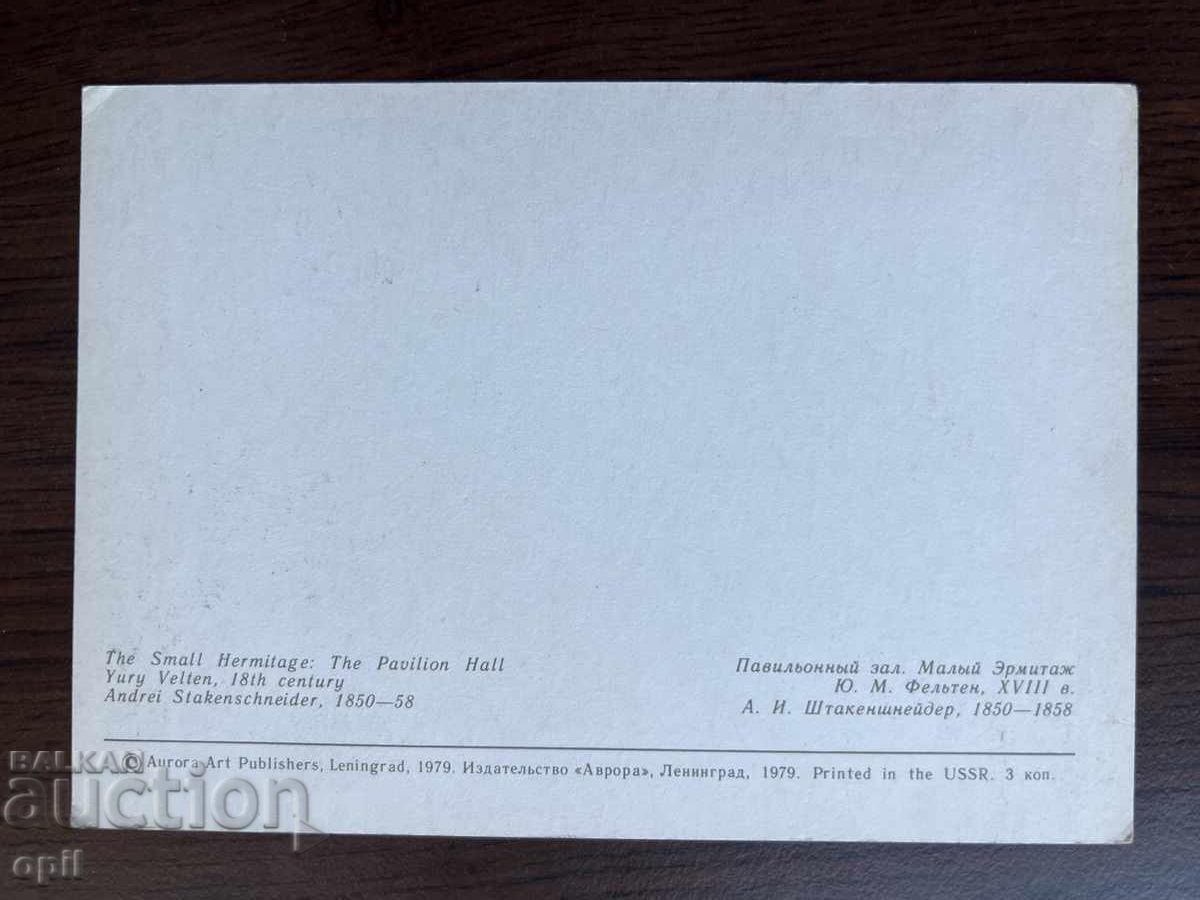 The Small Hermitage: The Pavilion Hall
Yury Velten, 18th century
Andrei Stakenschneider, 1850—58
Павильонный зал. Малый Эрмитаж
Ю. М. Фельтен, XVIII в.
А. И. Штакеншнейдер, 1850—1858
© Aurora Art Publishers, Leningrad, 1979. Издательство «Аврора», Ленинград, 1979. Printed in the USSR. 3 коп.
BALKAN
auction
opil